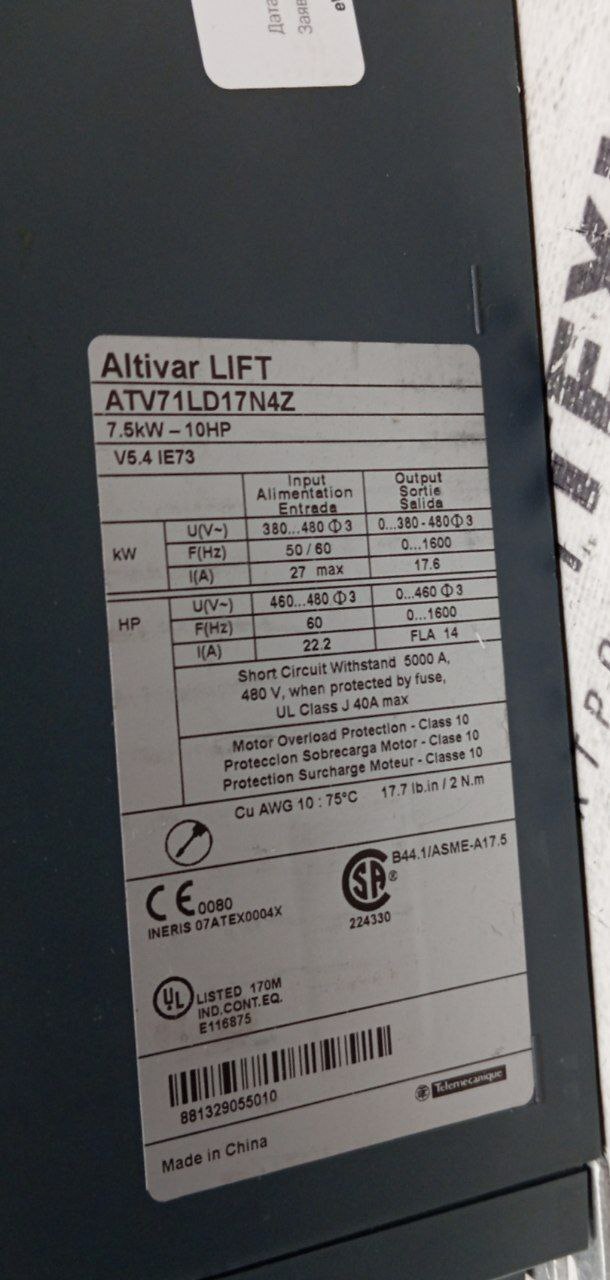 Дата
Заяв
Altivar LIFT
ATV71LD17N4Z
7.5kW – 10HP
V5.4 IE73
Input Output
Alimentation Sortie
Entrada Salida
kW U(V~) 380...480 Φ 3 0...380 - 480 Φ 3
F(Hz) 50 / 60 0...1600
I(A) 27 max 17.6
HP U(V~) 460...480 Φ 3 0...460 Φ 3
F(Hz) 60 0...1600
I(A) 22.2 FLA 14
Short Circuit Withstand 5000 A,
480 V, when protected by fuse,
UL Class J 40A max
Motor Overload Protection - Class 10
Proteccion Sobrecarga Motor - Clase 10
Protection Surcharge Moteur - Classe 10
Cu AWG 10 : 75°C 17.7 lb.in / 2 N.m
CE 0080
INERIS 07ATEX0004X
SA ® B44.1/ASME-A17.5
224330
UL LISTED 170M
IND.CONT.EQ.
E116875
881329055010
Telemecanique
Made in China